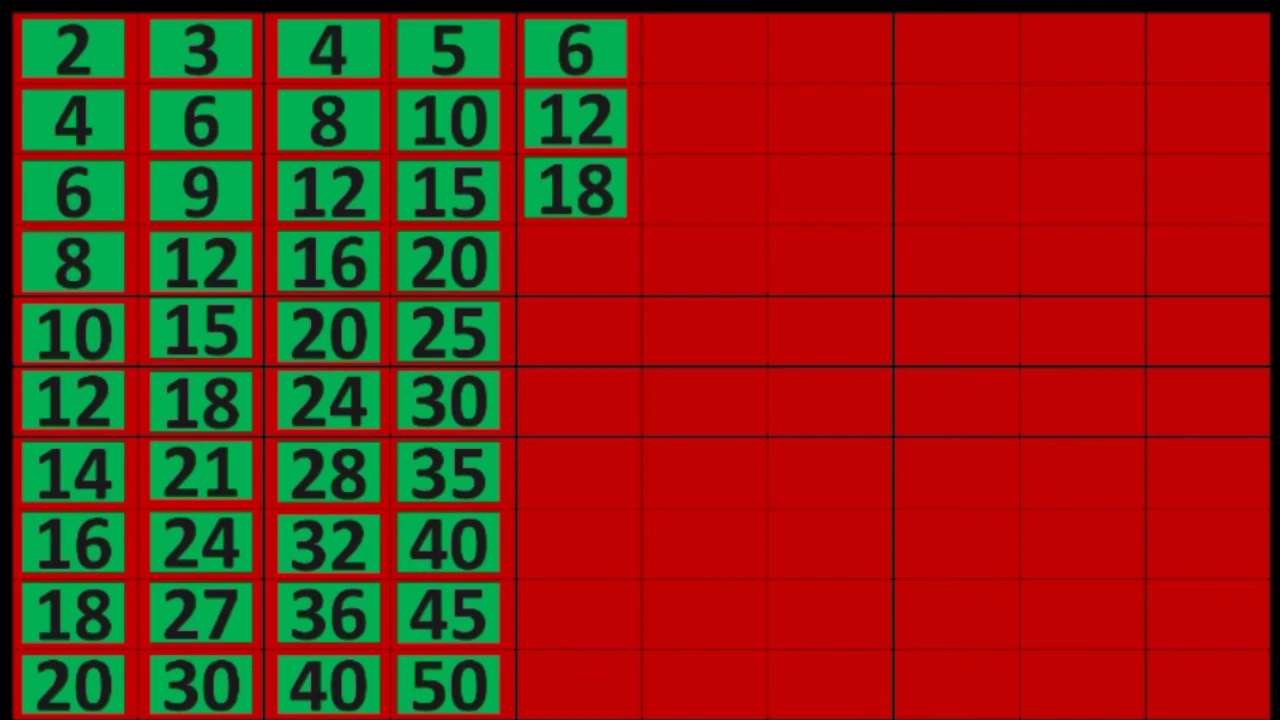 2 3 4 5 6
4 6 8 10 12
6 9 12 15 18
8 12 16 20
10 15 20 25
12 18 24 30
14 21 28 35
16 24 32 40
18 27 36 45
20 30 40 50